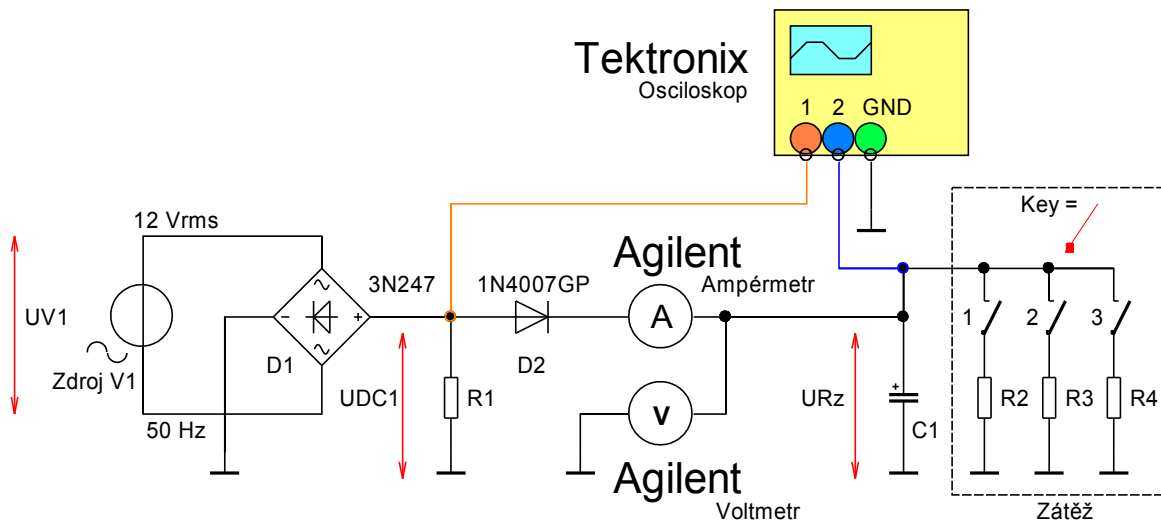 Tektronix
Osciloskop
1 2 GND
12 Vrms
Key =
UV1
3N247
1N4007GP
Agilent
Ampérmetr
A
- +
D1
D2
Zdroj V1
50 Hz
UDC1
R1
V
URz
+
C1
1 2 3
R2 R3 R4
Agilent
Voltmetr
Zátěž